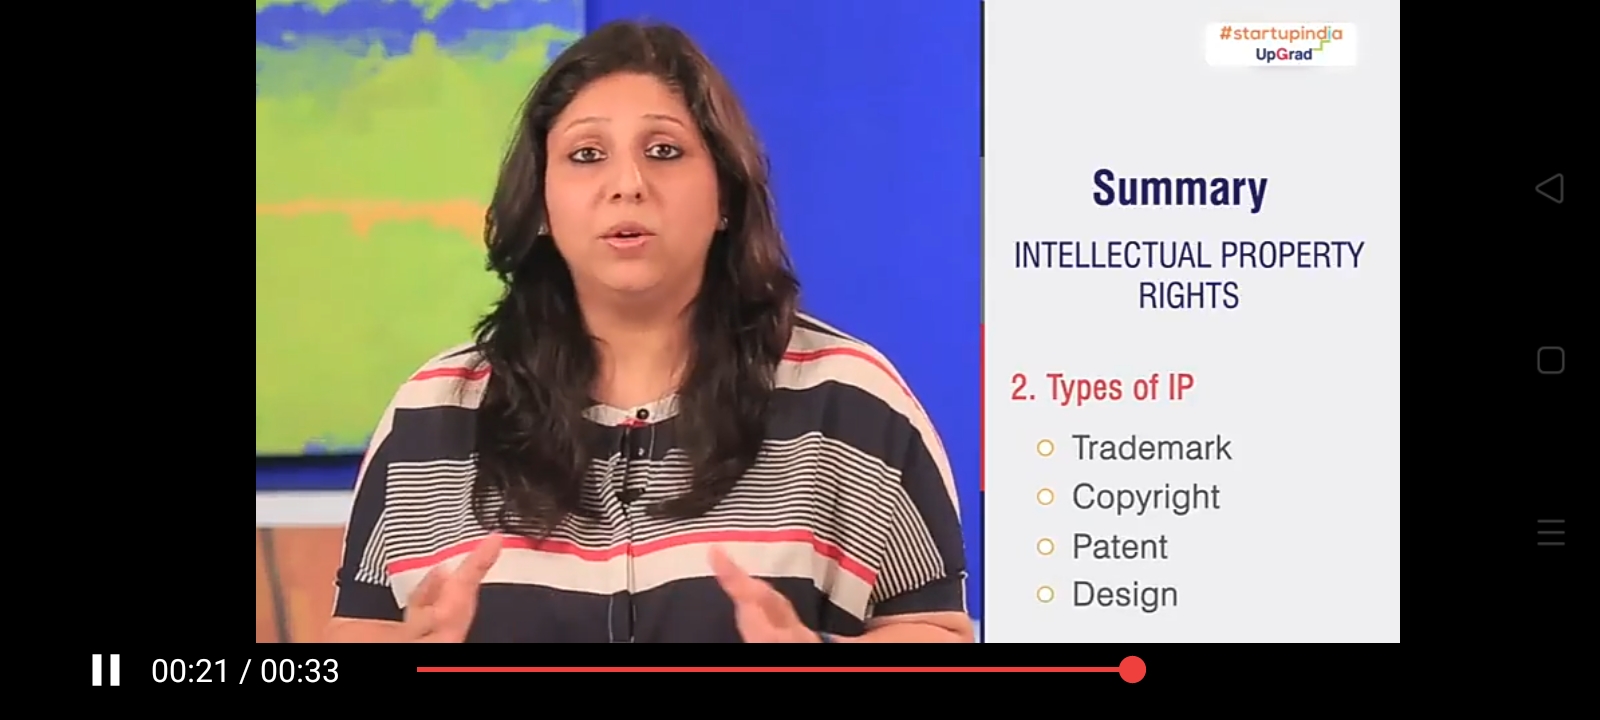 #startupindia
UpGrad
Summary
INTELLECTUAL PROPERTY
RIGHTS
2. Types of IP
Trademark
Copyright
Patent
Design
00:21 / 00:33